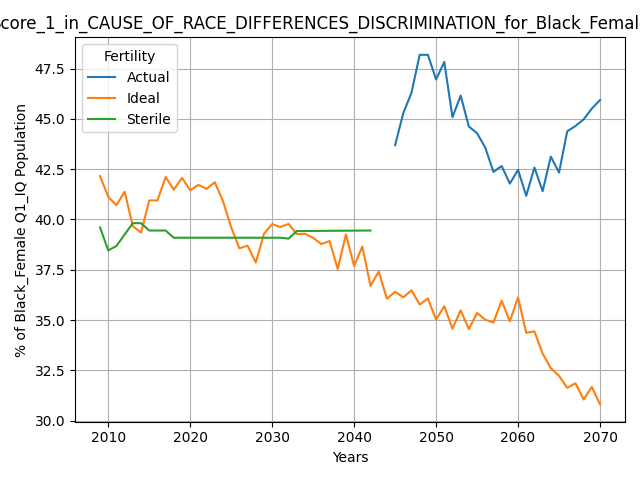 core_1_in_CAUSE_OF_RACE_DIFFERENCES_DISCRIMINATION_for_Black_Femal
Fertility
Actual
Ideal
Sterile
% of Black_Female Q1_IQ Population
47.5
45.0
42.5
40.0
37.5
35.0
32.5
30.0
2010
2020
2030
2040
2050
2060
2070
Years